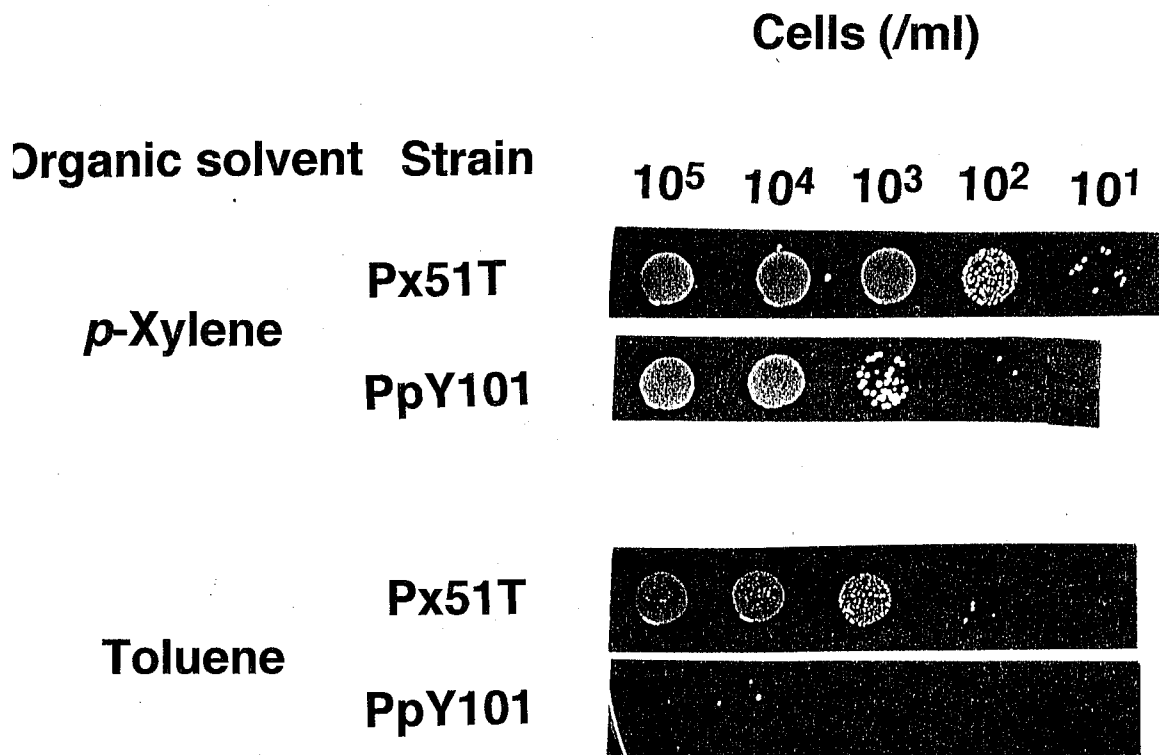 Cells (/ml)
Organic solvent Strain 10⁵ 10⁴ 10³ 10² 10¹
Px51T
p-Xylene
PpY101
Px51T
Toluene
PpY101